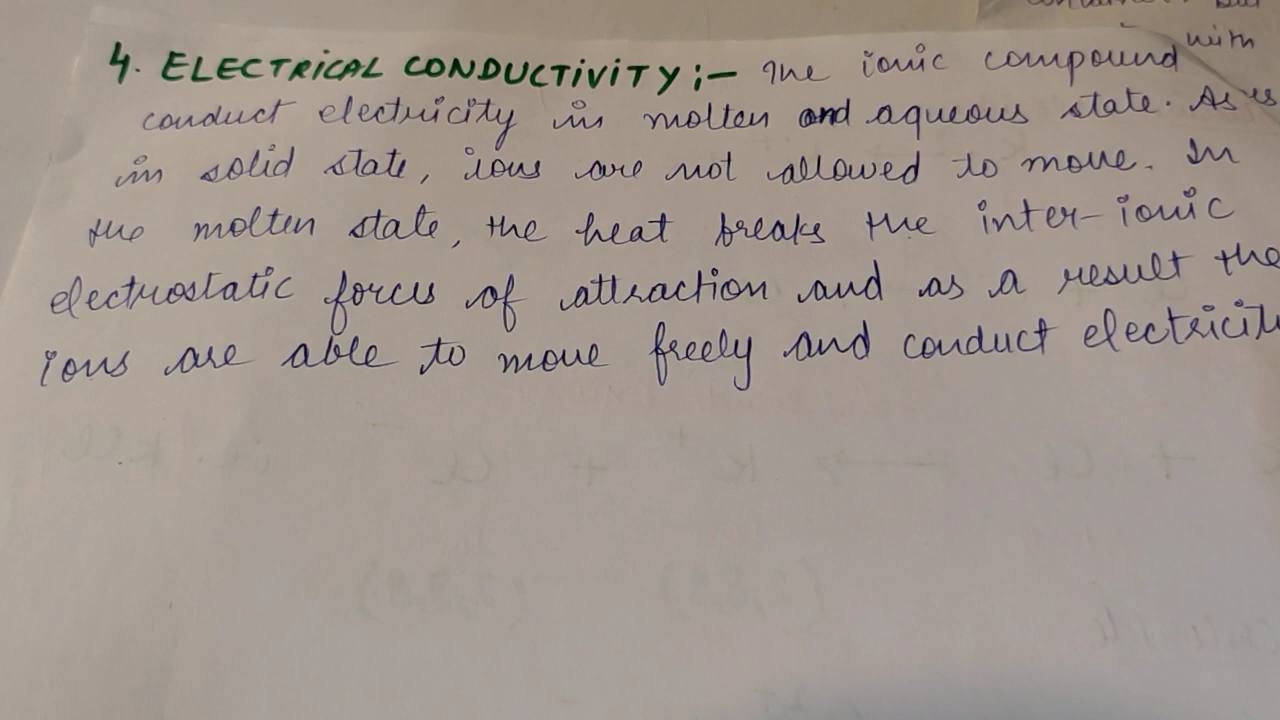 4. ELECTRICAL CONDUCTIVITY :- The ionic compound with
conduct electricity in molten and aqueous state. As
in solid state, ions are not allowed to move. In
the molten state, the heat breaks the inter-ionic
electrostatic forces of attraction and as a result the
ions are able to move freely and conduct electricit